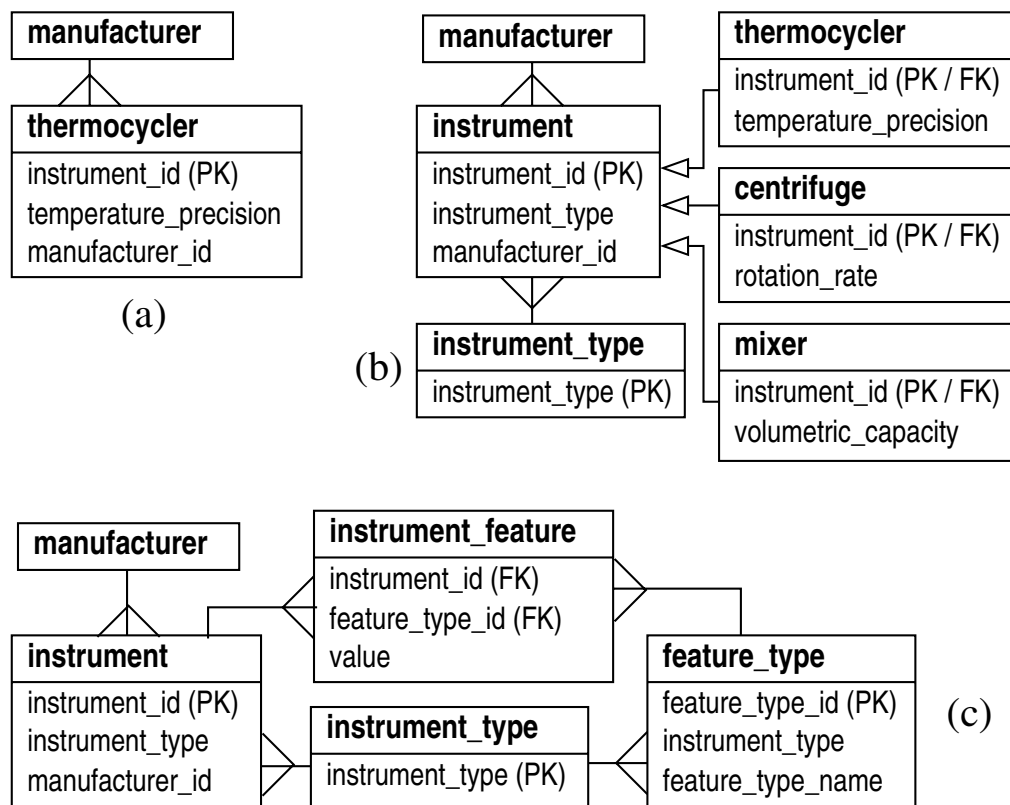 manufacturer
thermocycler
instrument_id (PK)
temperature_precision
manufacturer_id
(a)
manufacturer
instrument
instrument_id (PK)
instrument_type
manufacturer_id
instrument_type
instrument_type (PK)
(b)
thermocycler
instrument_id (PK / FK)
temperature_precision
centrifuge
instrument_id (PK / FK)
rotation_rate
mixer
instrument_id (PK / FK)
volumetric_capacity
manufacturer
instrument
instrument_id (PK)
instrument_type
manufacturer_id
instrument_feature
instrument_id (FK)
feature_type_id (FK)
value
instrument_type
instrument_type (PK)
feature_type
feature_type_id (PK)
instrument_type
feature_type_name
(c)